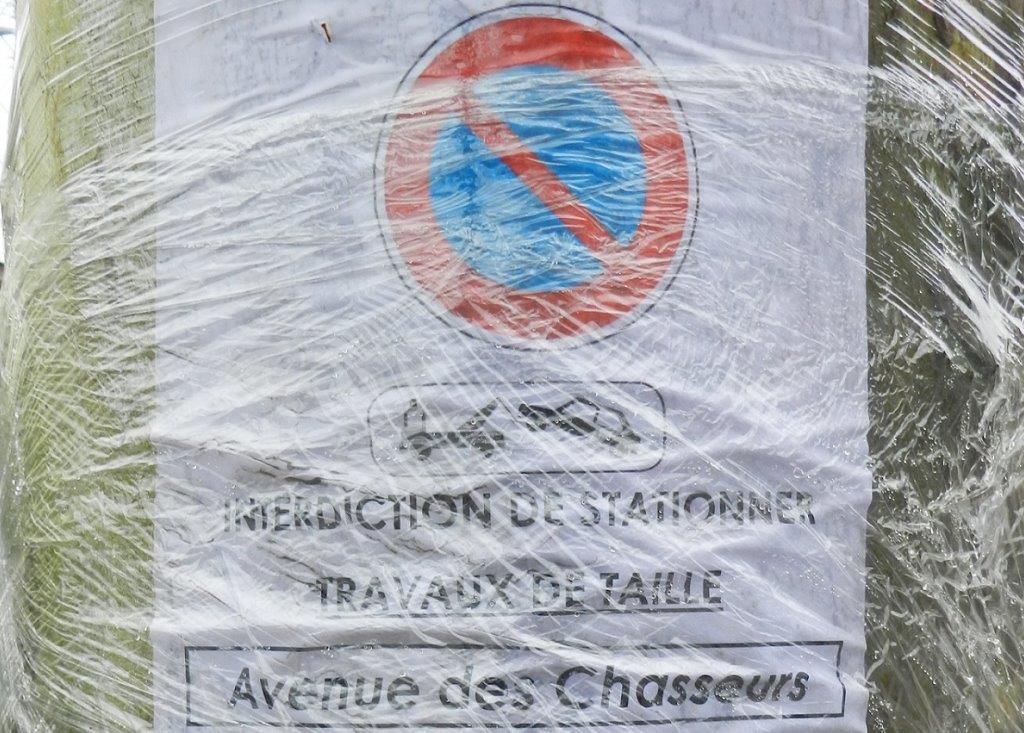 INTERDICTION DE STATIONNER
TRAVAUX DE TAILLE
Avenue des Chasseurs